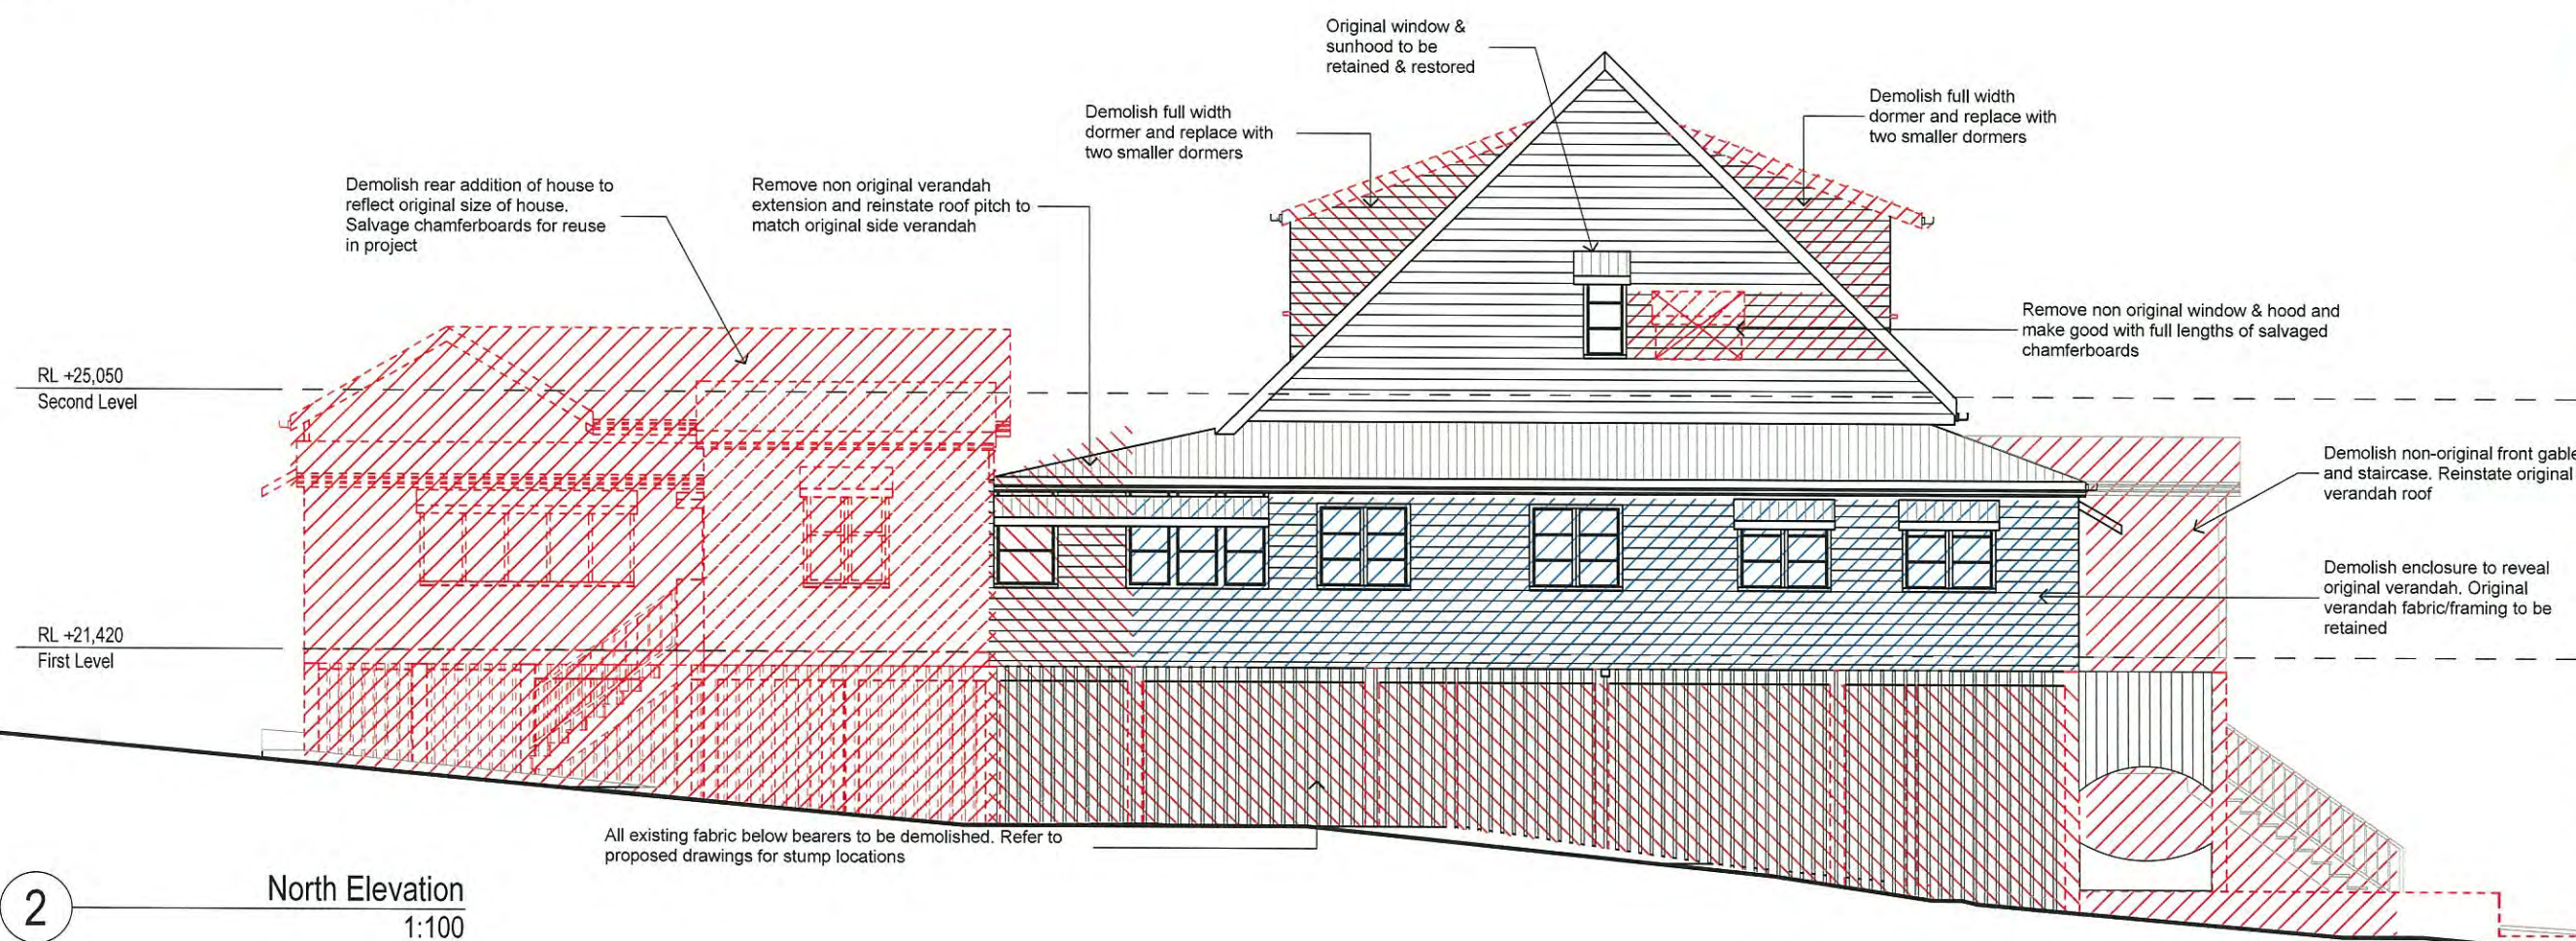 Original window &
sunhood to be
retained & restored
Demolish full width
dormer and replace with
two smaller dormers
Demolish full width
dormer and replace with
two smaller dormers
Demolish rear addition of house to
reflect original size of house.
Salvage chamferboards for reuse
in project
Remove non original verandah
extension and reinstate roof pitch to
match original side verandah
Remove non original window & hood and
make good with full lengths of salvaged
chamferboards
RL +25,050
Second Level
Demolish non-original front gable
and staircase. Reinstate original
verandah roof
Demolish enclosure to reveal
original verandah. Original
verandah fabric/framing to be
retained
RL +21,420
First Level
All existing fabric below bearers to be demolished. Refer to
proposed drawings for stump locations
2
North Elevation
1:100